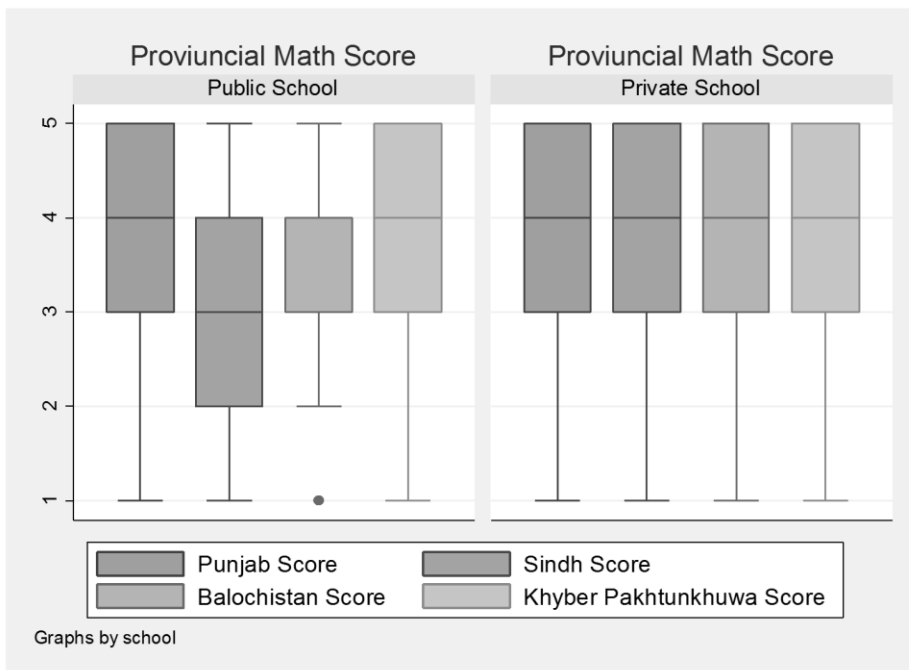 Proviuncial Math Score
Public School
Proviuncial Math Score
Private School
5
4
3
2
1
Punjab Score
Sindh Score
Balochistan Score
Khyber Pakhtunkhuwa Score
Graphs by school